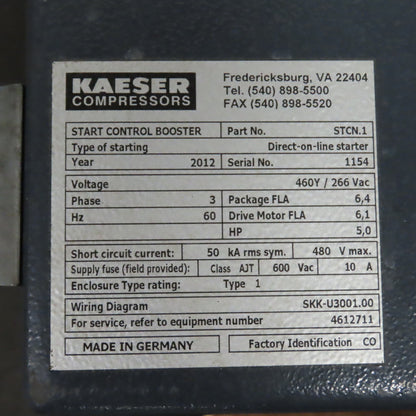 KAESER
COMPRESSORS
Fredericksburg, VA 22404
Tel. (540) 898-5500
FAX (540) 898-5520
START CONTROL BOOSTER Part No. STCN.1
Type of starting Direct-on-line starter
Year 2012 Serial No. 1154
Voltage 460Y / 266 Vac
Phase 3 Package FLA 6,4
Hz 60 Drive Motor FLA 6,1
HP 5,0
Short circuit current: 50 kA rms sym. 480 V max.
Supply fuse (field provided): Class AJT 600 Vac 10 A
Enclosure Type rating: Type 1
Wiring Diagram SKK-U3001.00
For service, refer to equipment number 4612711
MADE IN GERMANY Factory Identification CO